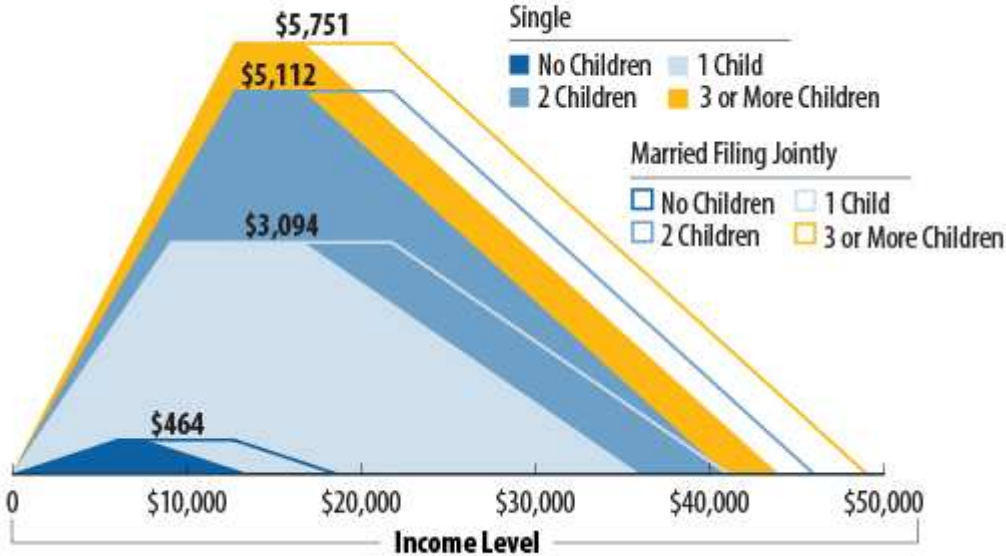 $5,751
$5,112
$3,094
$464
Single
No Children 1 Child
2 Children 3 or More Children
Married Filing Jointly
No Children 1 Child
2 Children 3 or More Children
0 $10,000 $20,000 $30,000 $40,000 $50,000
Income Level